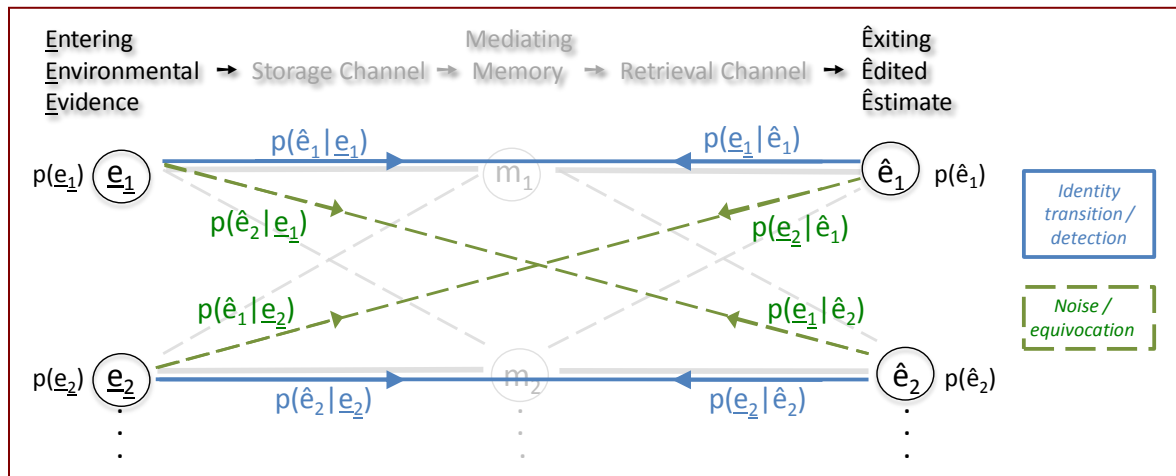 Entering
Environmental
Evidence
→ Storage Channel →
Mediating
Memory
→ Retrieval Channel →
Êxiting
Êdited
Êstimate
p(ê₁|e₁)
p(e₁|ê₁)
p(e₁)
e₁
m₁
ê₁
p(ê₁)
p(ê₂|e₁)
p(e₂|ê₁)
Identity
transition /
detection
p(ê₁|e₂)
p(e₁|ê₂)
Noise /
equivocation
p(e₂)
e₂
m₂
ê₂
p(ê₂)
p(ê₂|e₂)
p(e₂|ê₂)